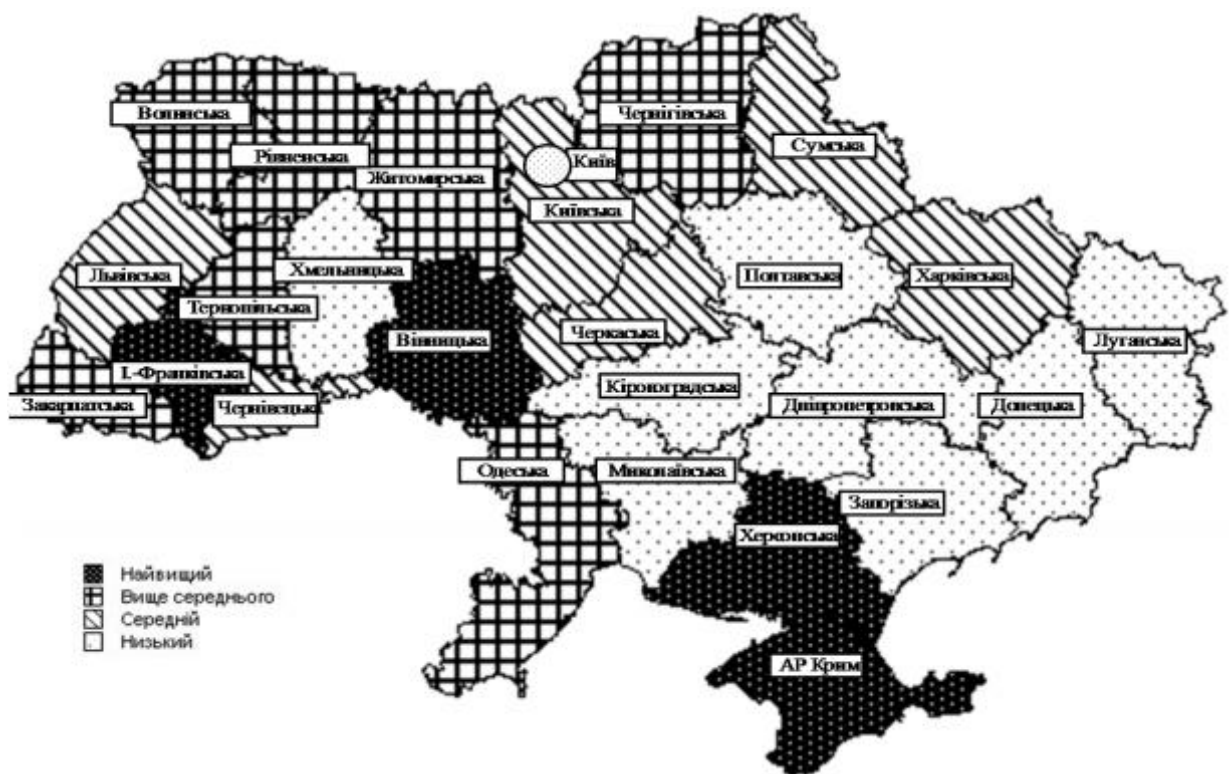 Волинська
Рівненська
Житомирська
Чернігівська
Київ
Сумська
Київська
Львівська
Тернопільська
Хмельницька
Вінницька
Черкаська
Полтавська
Харківська
Луганська
І.-Франківська
Закарпатська
Чернівецька
Кіровоградська
Дніпропетровська
Донецька
Одеська
Миколаївська
Запорізька
Херсонська
АР Крим
Найвищий
Вище середнього
Середній
Низький